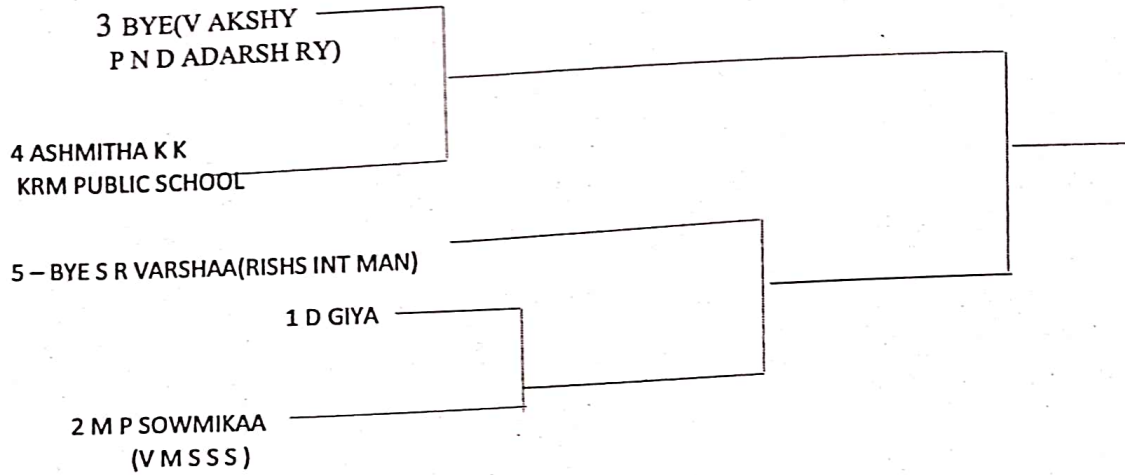 3 BYE(V AKSHY
P N D ADARSH RY)
4 ASHMITHA K K
KRM PUBLIC SCHOOL
5 – BYE S R VARSHAA(RISHS INT MAN)
1 D GIYA
2 M P SOWMIKAA
(V M S S S )